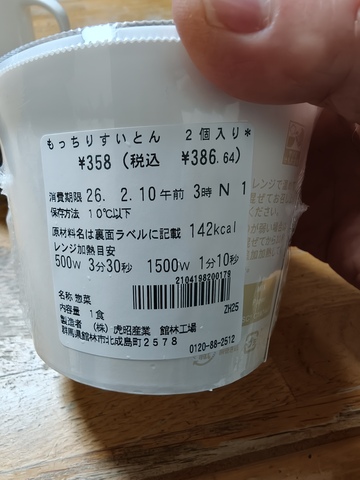 もっちりすいとん 2個入り*
¥358 (税込 ¥386.64)
消費期限 26. 2.10午前 3時 N 1
保存方法 10℃以下
原材料名は裏面ラベルに記載 142kcal
レンジ加熱目安
500W 3分30秒 1500W 1分10秒
2104198200178
名称:惣菜
内容量:1食
ZH25
製造者 (株)虎昭産業 館林工場
群馬県館林市北成島町2578
0120-88-2512